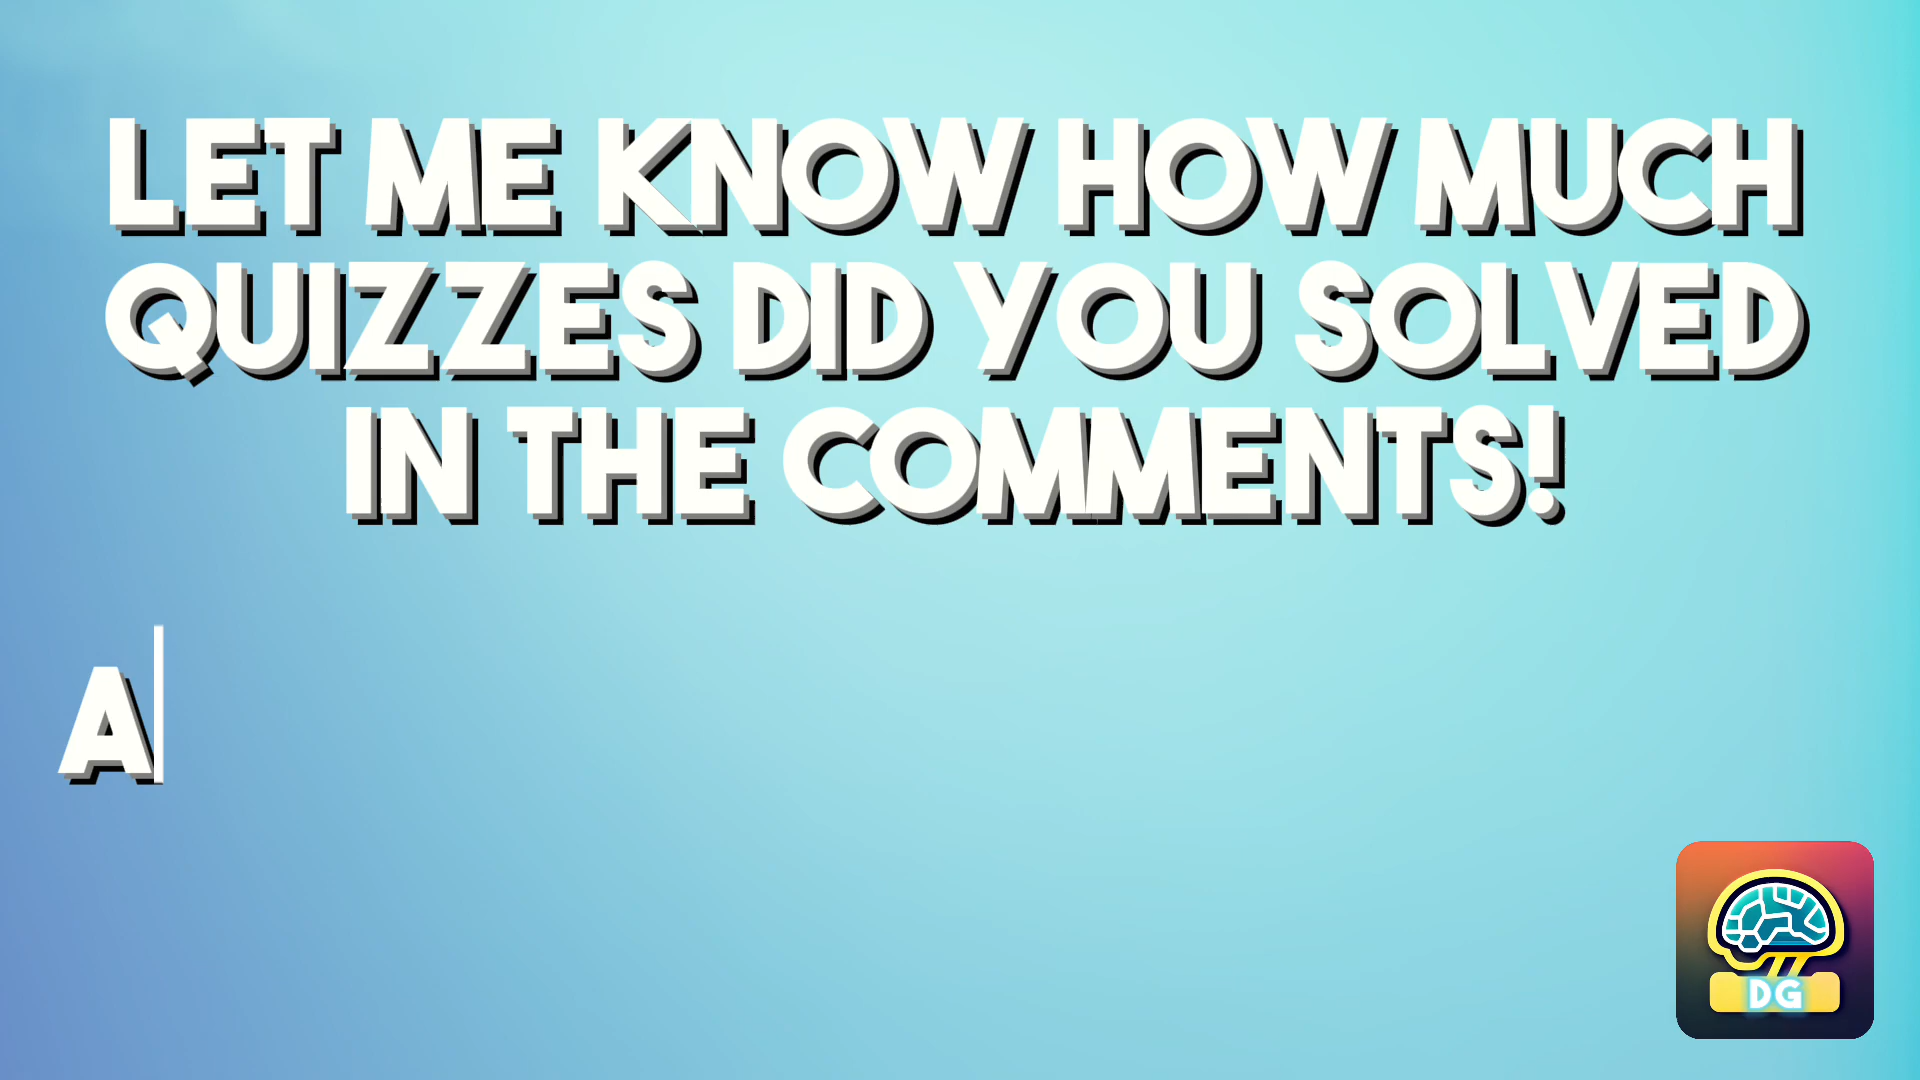 LET ME KNOW HOW MUCH
QUIZZES DID YOU SOLVED
IN THE COMMENTS!
A
DG